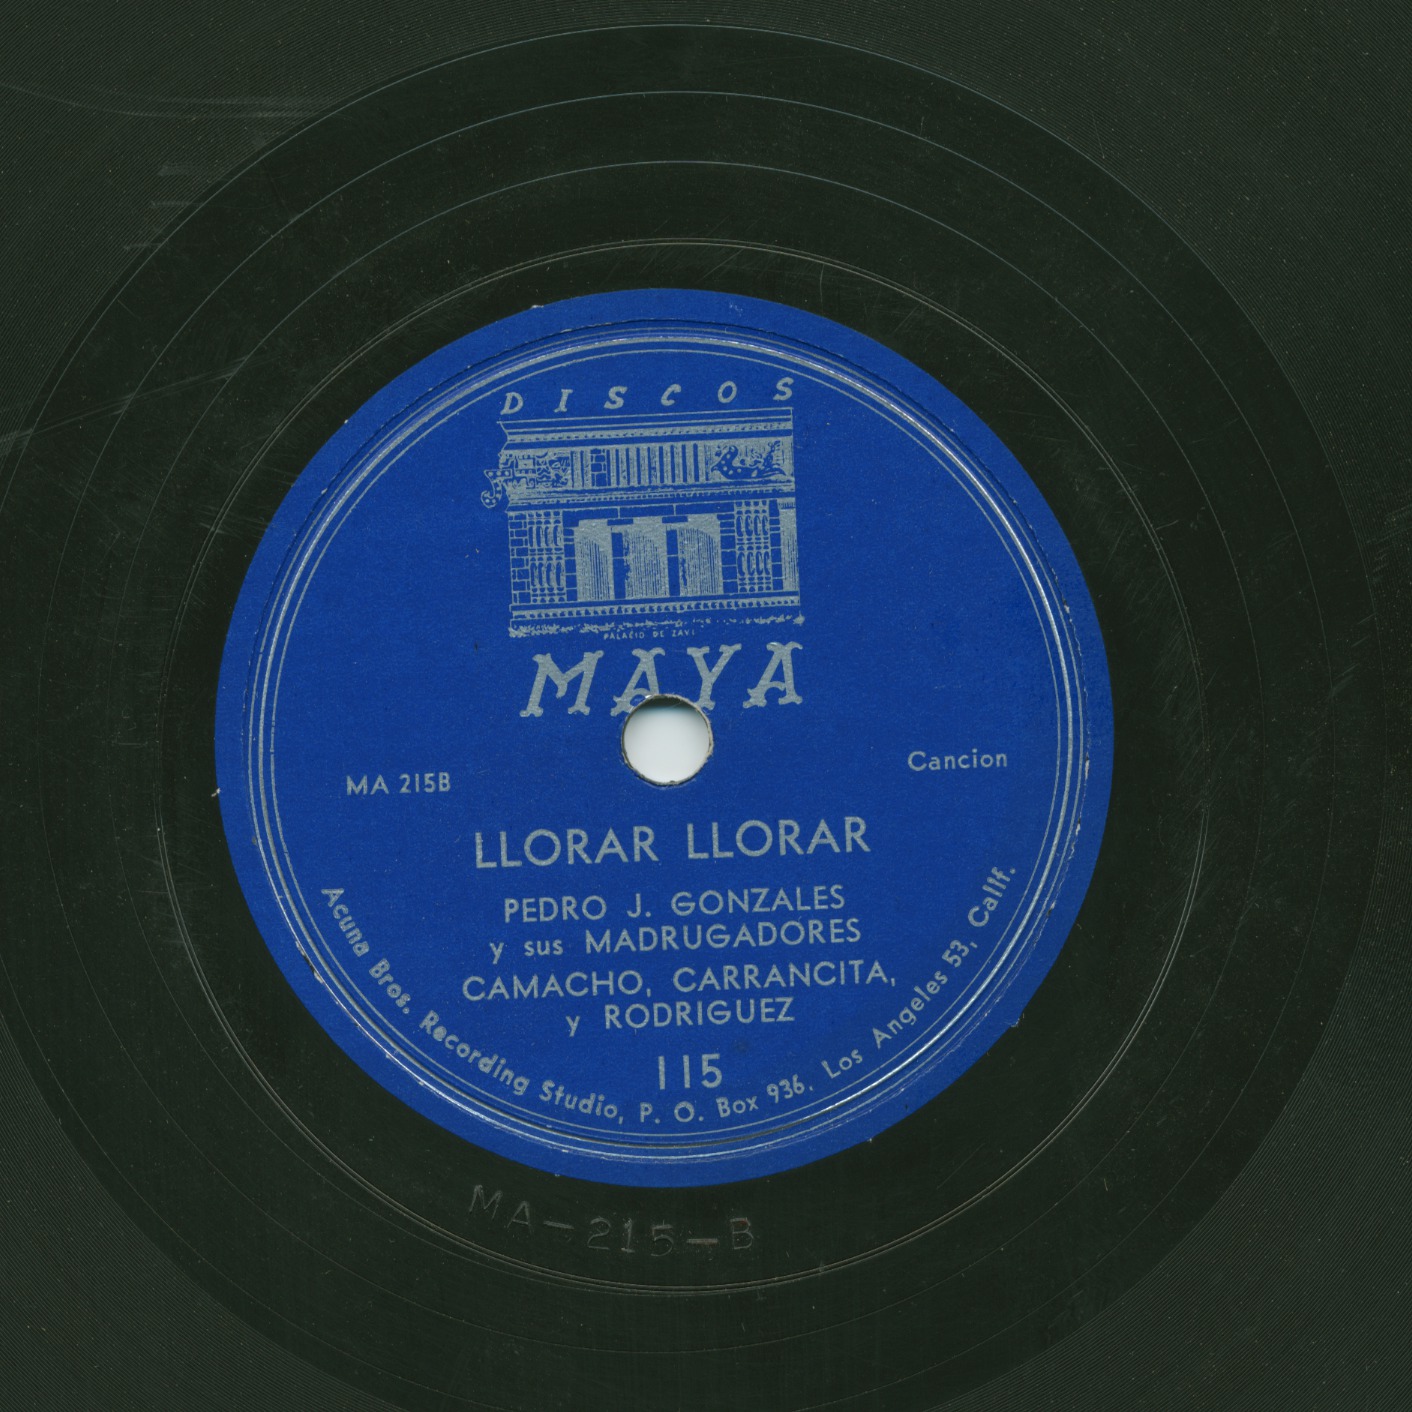 DISCOS
PALACIO DE ZAYI
MAYA
MA 215B
Cancion
LLORAR LLORAR
PEDRO J. GONZALES
y sus MADRUGADORES
CAMACHO, CARRANCITA,
y RODRIGUEZ
115
Acuna Bros. Recording Studio, P. O. Box 936, Los Angeles 53, Calif.
MA-215-B